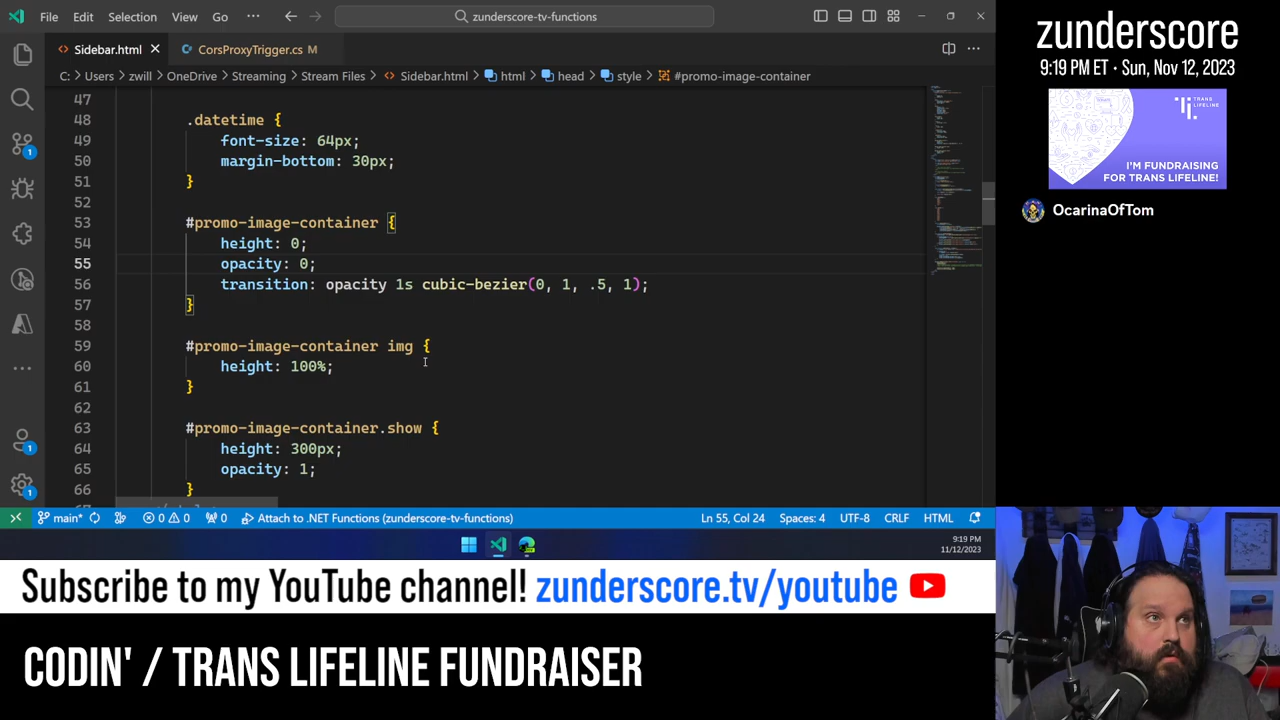 File Edit Selection View Go ··· zunderscore-tv-functions
Sidebar.html CorsProxyTrigger.cs M
C: > Users > zwill > OneDrive > Streaming > Stream Files > Sidebar.html > html > head > style > #promo-image-container
47
48 .datetime {
49 font-size: 64px;
50 margin-bottom: 30px;
51 }
52
53 #promo-image-container {
54 height: 0;
55 opacity: 0;
56 transition: opacity 1s cubic-bezier(0, 1, .5, 1);
57 }
58
59 #promo-image-container img {
60 height: 100%;
61 }
62
63 #promo-image-container.show {
64 height: 300px;
65 opacity: 1;
66 }
1
1
1
main* 0 0 0 Attach to .NET Functions (zunderscore-tv-functions) Ln 55, Col 24 Spaces: 4 UTF-8 CRLF HTML
9:19 PM
11/12/2023
Subscribe to my YouTube channel! zunderscore.tv/youtube
CODIN' / TRANS LIFELINE FUNDRAISER
zunderscore
9:19 PM ET · Sun, Nov 12, 2023
TRANS
LIFELINE
I'M FUNDRAISING
FOR TRANS LIFELINE!
OcarinaOfTom